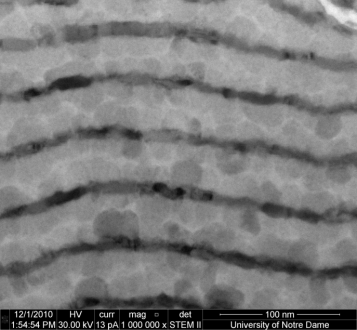 12/1/2010 HV curr mag □ det 100 nm
1:54:54 PM 30.00 kV 13 pA 1 000 000 x STEM II University of Notre Dame